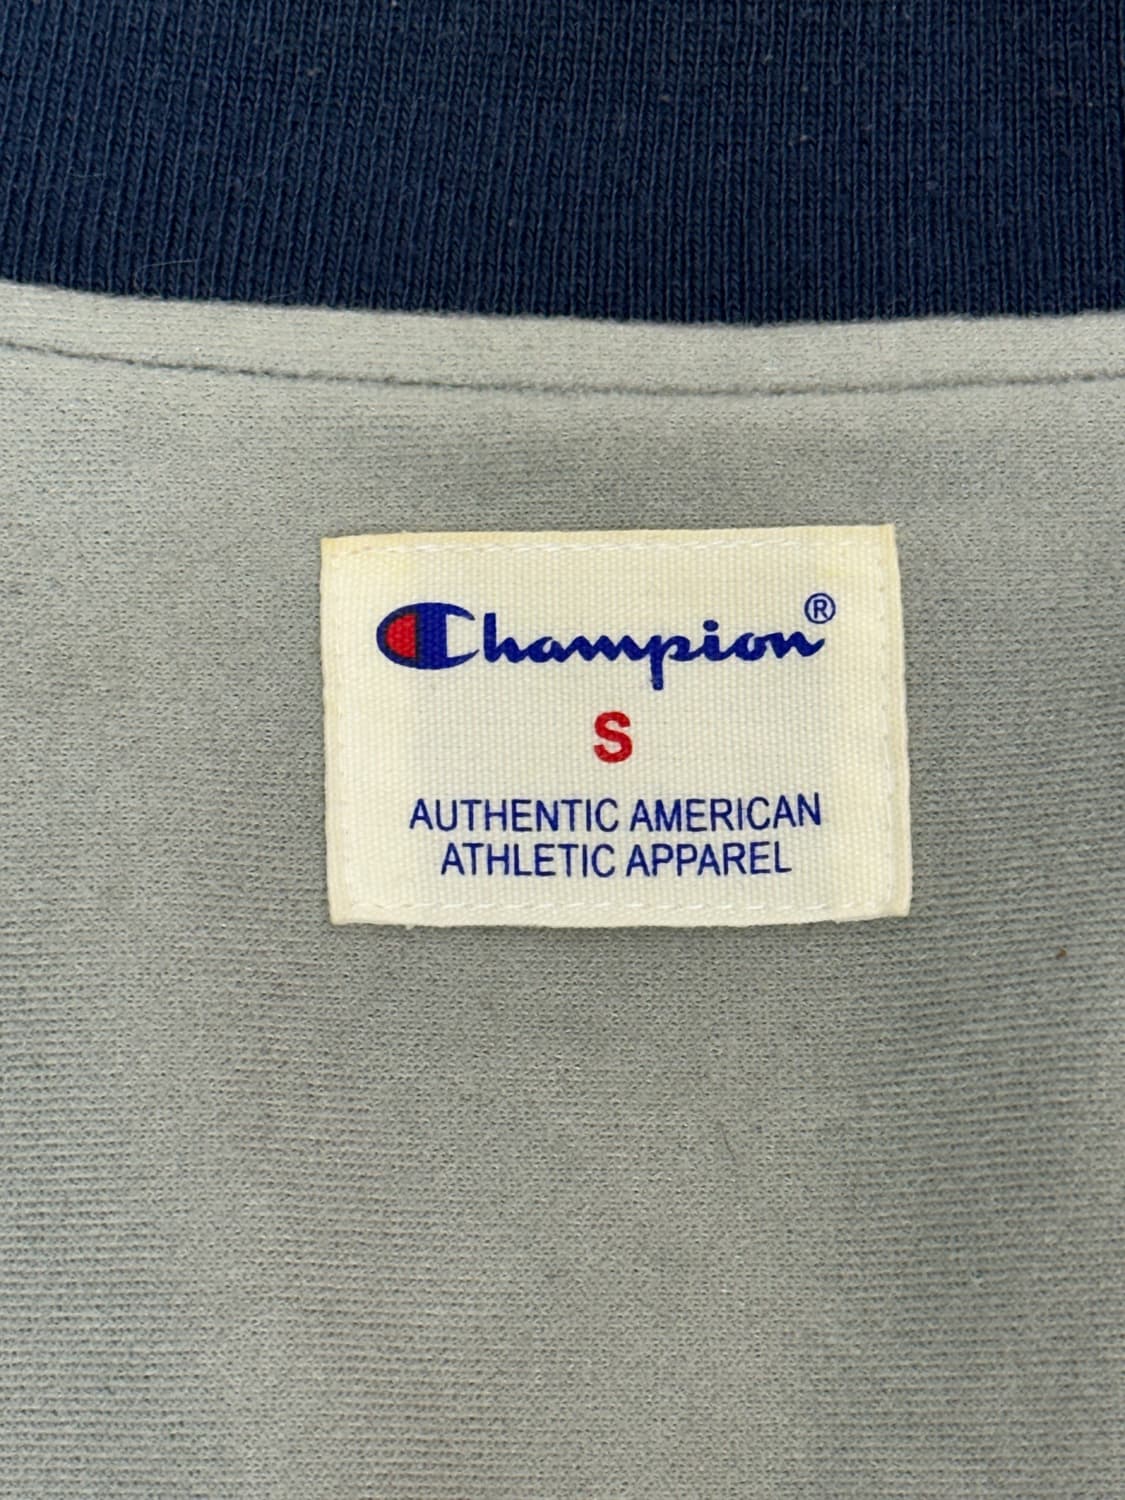 Champion®
S
AUTHENTIC AMERICAN
ATHLETIC APPAREL